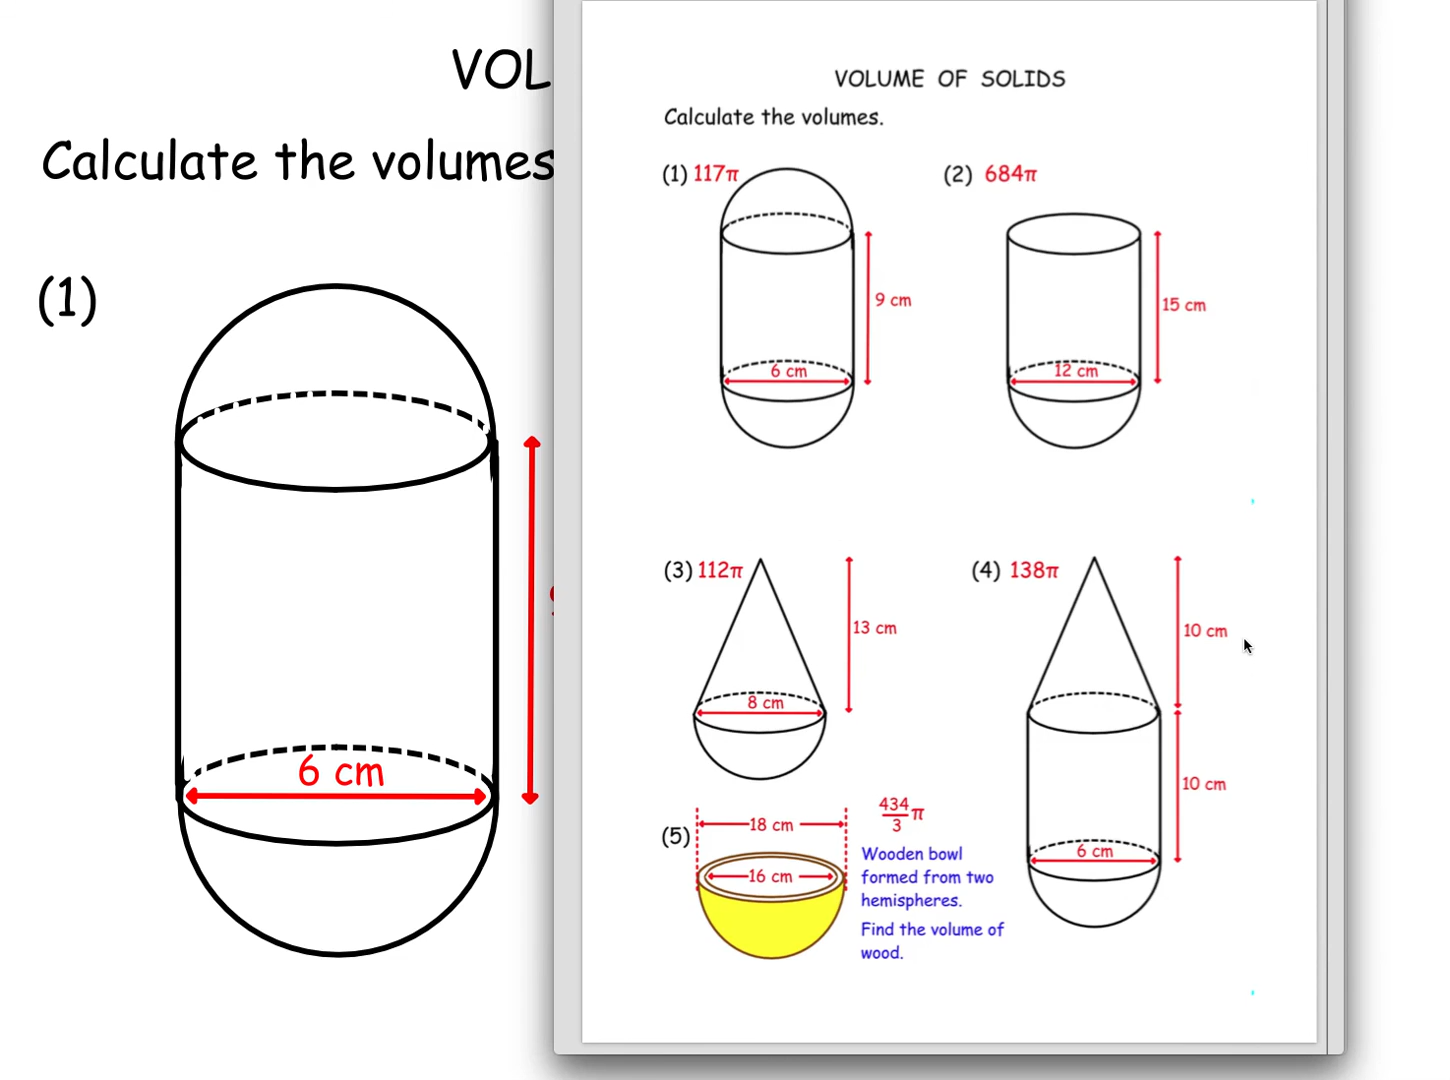 VOL
Calculate the volumes
(1)
6 cm
VOLUME OF SOLIDS
Calculate the volumes.
(1) 117π
9 cm
6 cm
(2) 684π
15 cm
12 cm
(3) 112π
13 cm
8 cm
(4) 138π
10 cm
10 cm
6 cm
(5)
18 cm
16 cm
434
3
π
Wooden bowl
formed from two
hemispheres.
Find the volume of
wood.